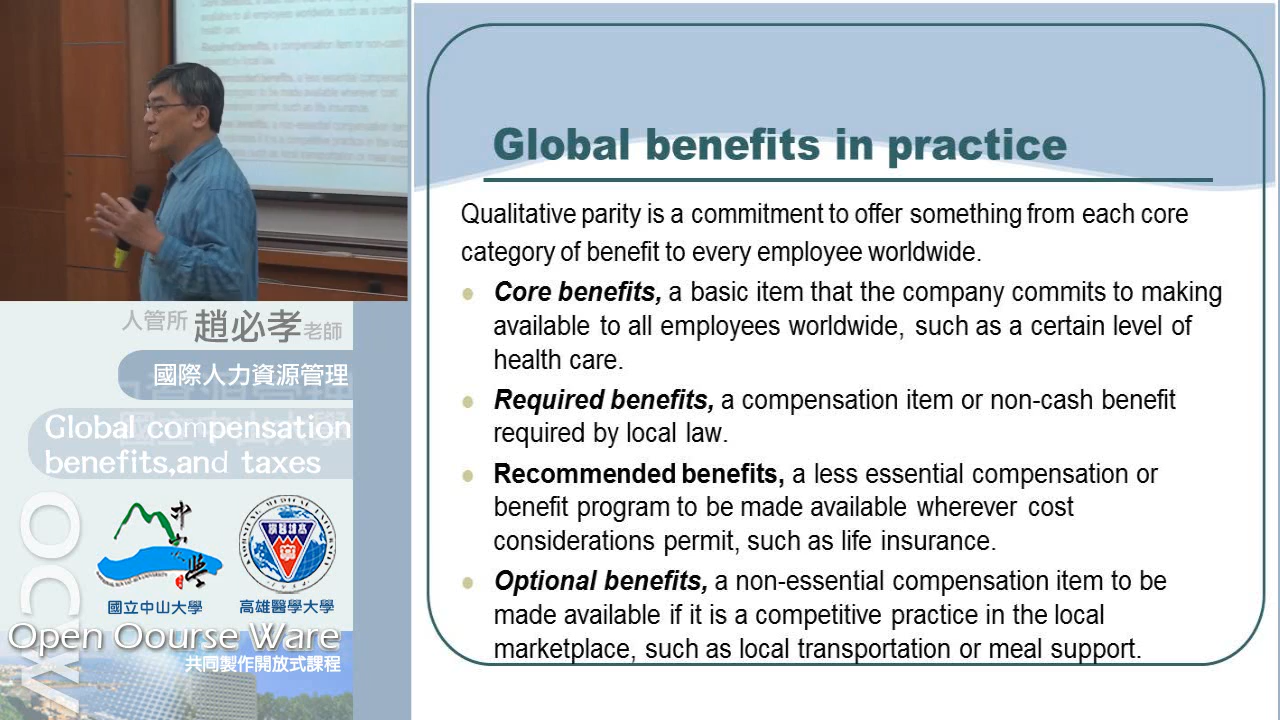 Global benefits in practice
Qualitative parity is a commitment to offer something from each core
category of benefit to every employee worldwide.
Core benefits, a basic item that the company commits to making
available to all employees worldwide, such as a certain level of
health care.
Required benefits, a compensation item or non-cash benefit
required by local law.
Recommended benefits, a less essential compensation or
benefit program to be made available wherever cost
considerations permit, such as life insurance.
Optional benefits, a non-essential compensation item to be
made available if it is a competitive practice in the local
marketplace, such as local transportation or meal support.
人管所 趙必孝老師
國際人力資源管理
Global compensation
benefits,and taxes
國立中山大學
高雄醫學大學
OCW
Open Oourse Ware
共同製作開放式課程